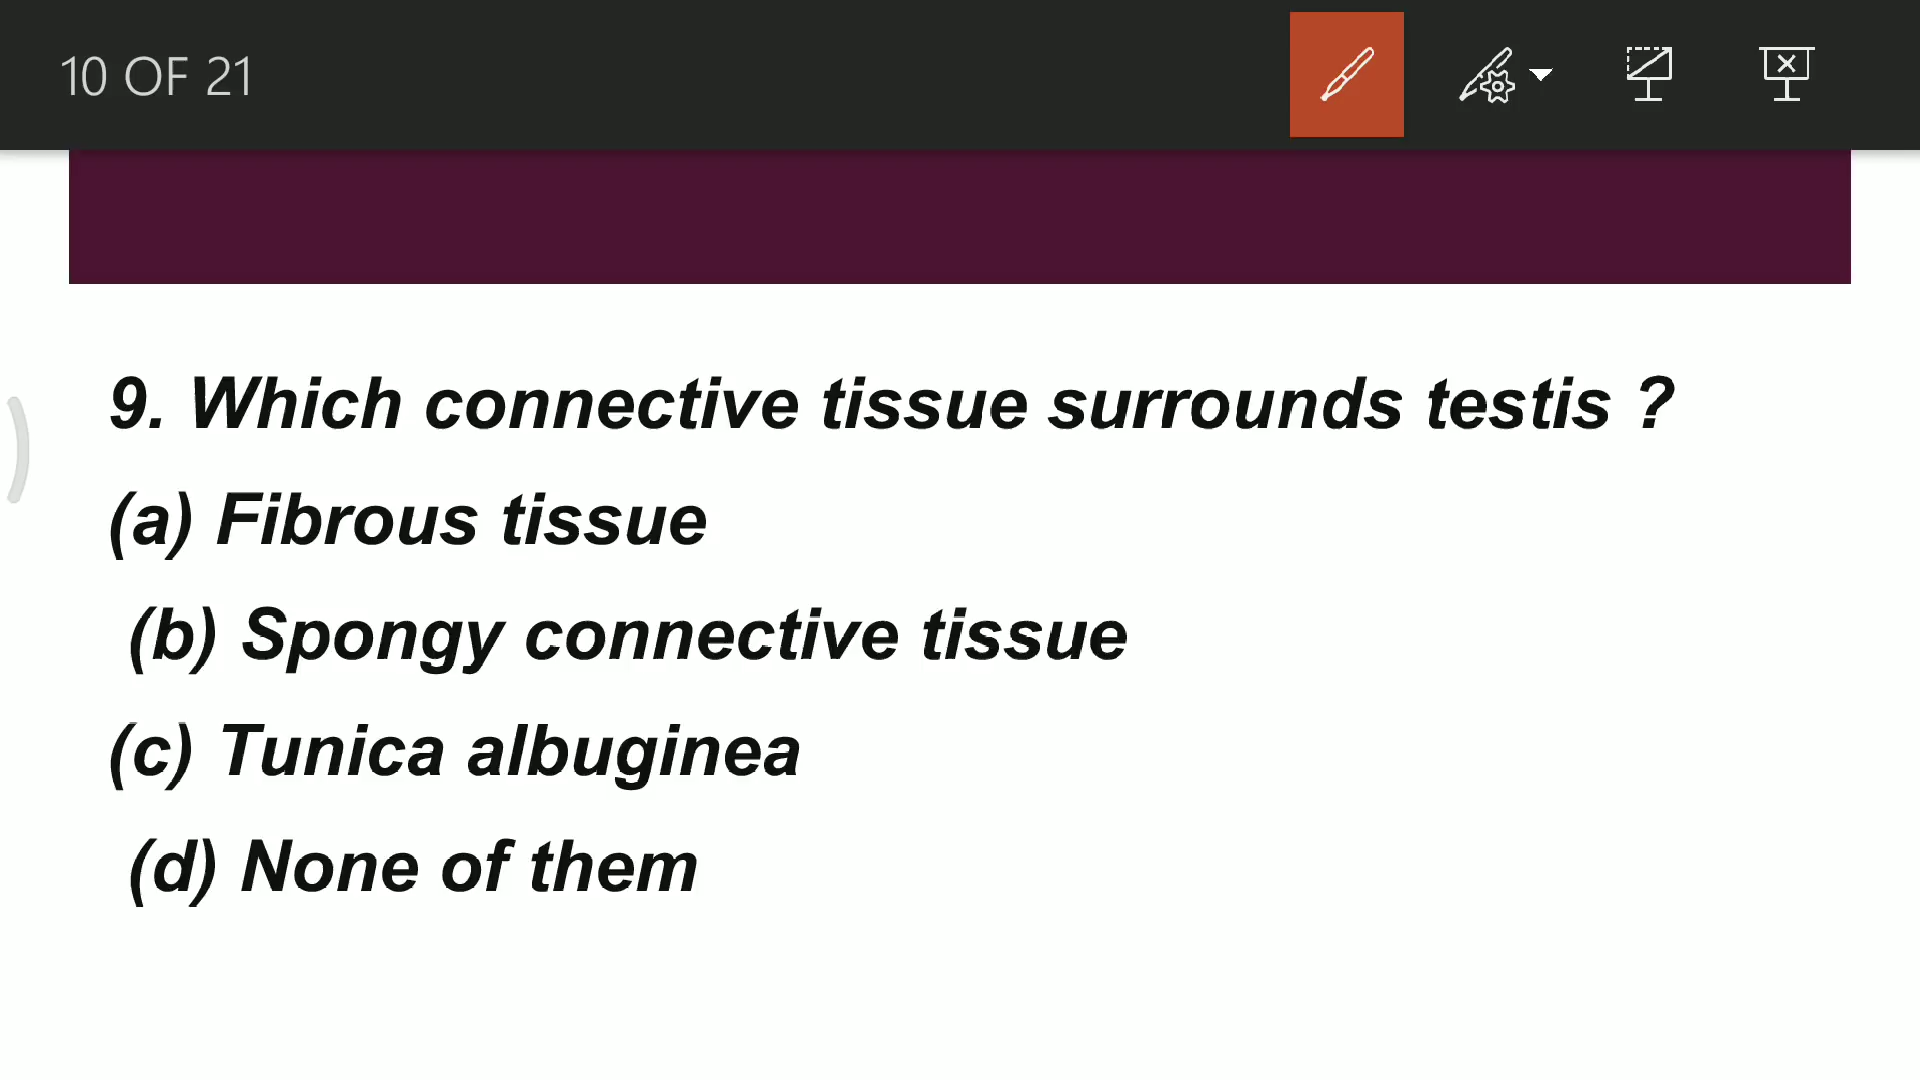 10 OF 21
9. Which connective tissue surrounds testis ?
(a) Fibrous tissue
(b) Spongy connective tissue
(c) Tunica albuginea
(d) None of them